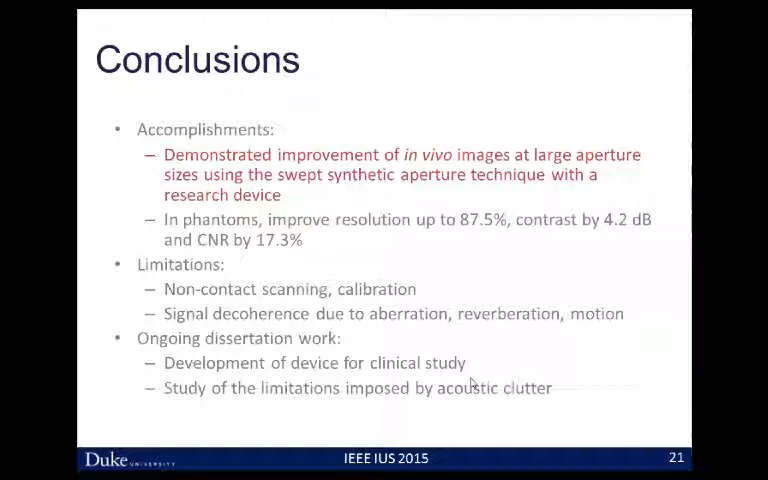 Conclusions
• Accomplishments:
– Demonstrated improvement of in vivo images at large aperture
sizes using the swept synthetic aperture technique with a
research device
– In phantoms, improve resolution up to 87.5%, contrast by 4.2 dB
and CNR by 17.3%
• Limitations:
– Non-contact scanning, calibration
– Signal decoherence due to aberration, reverberation, motion
• Ongoing dissertation work:
– Development of device for clinical study
– Study of the limitations imposed by acoustic clutter
Duke UNIVERSITY
IEEE IUS 2015
21